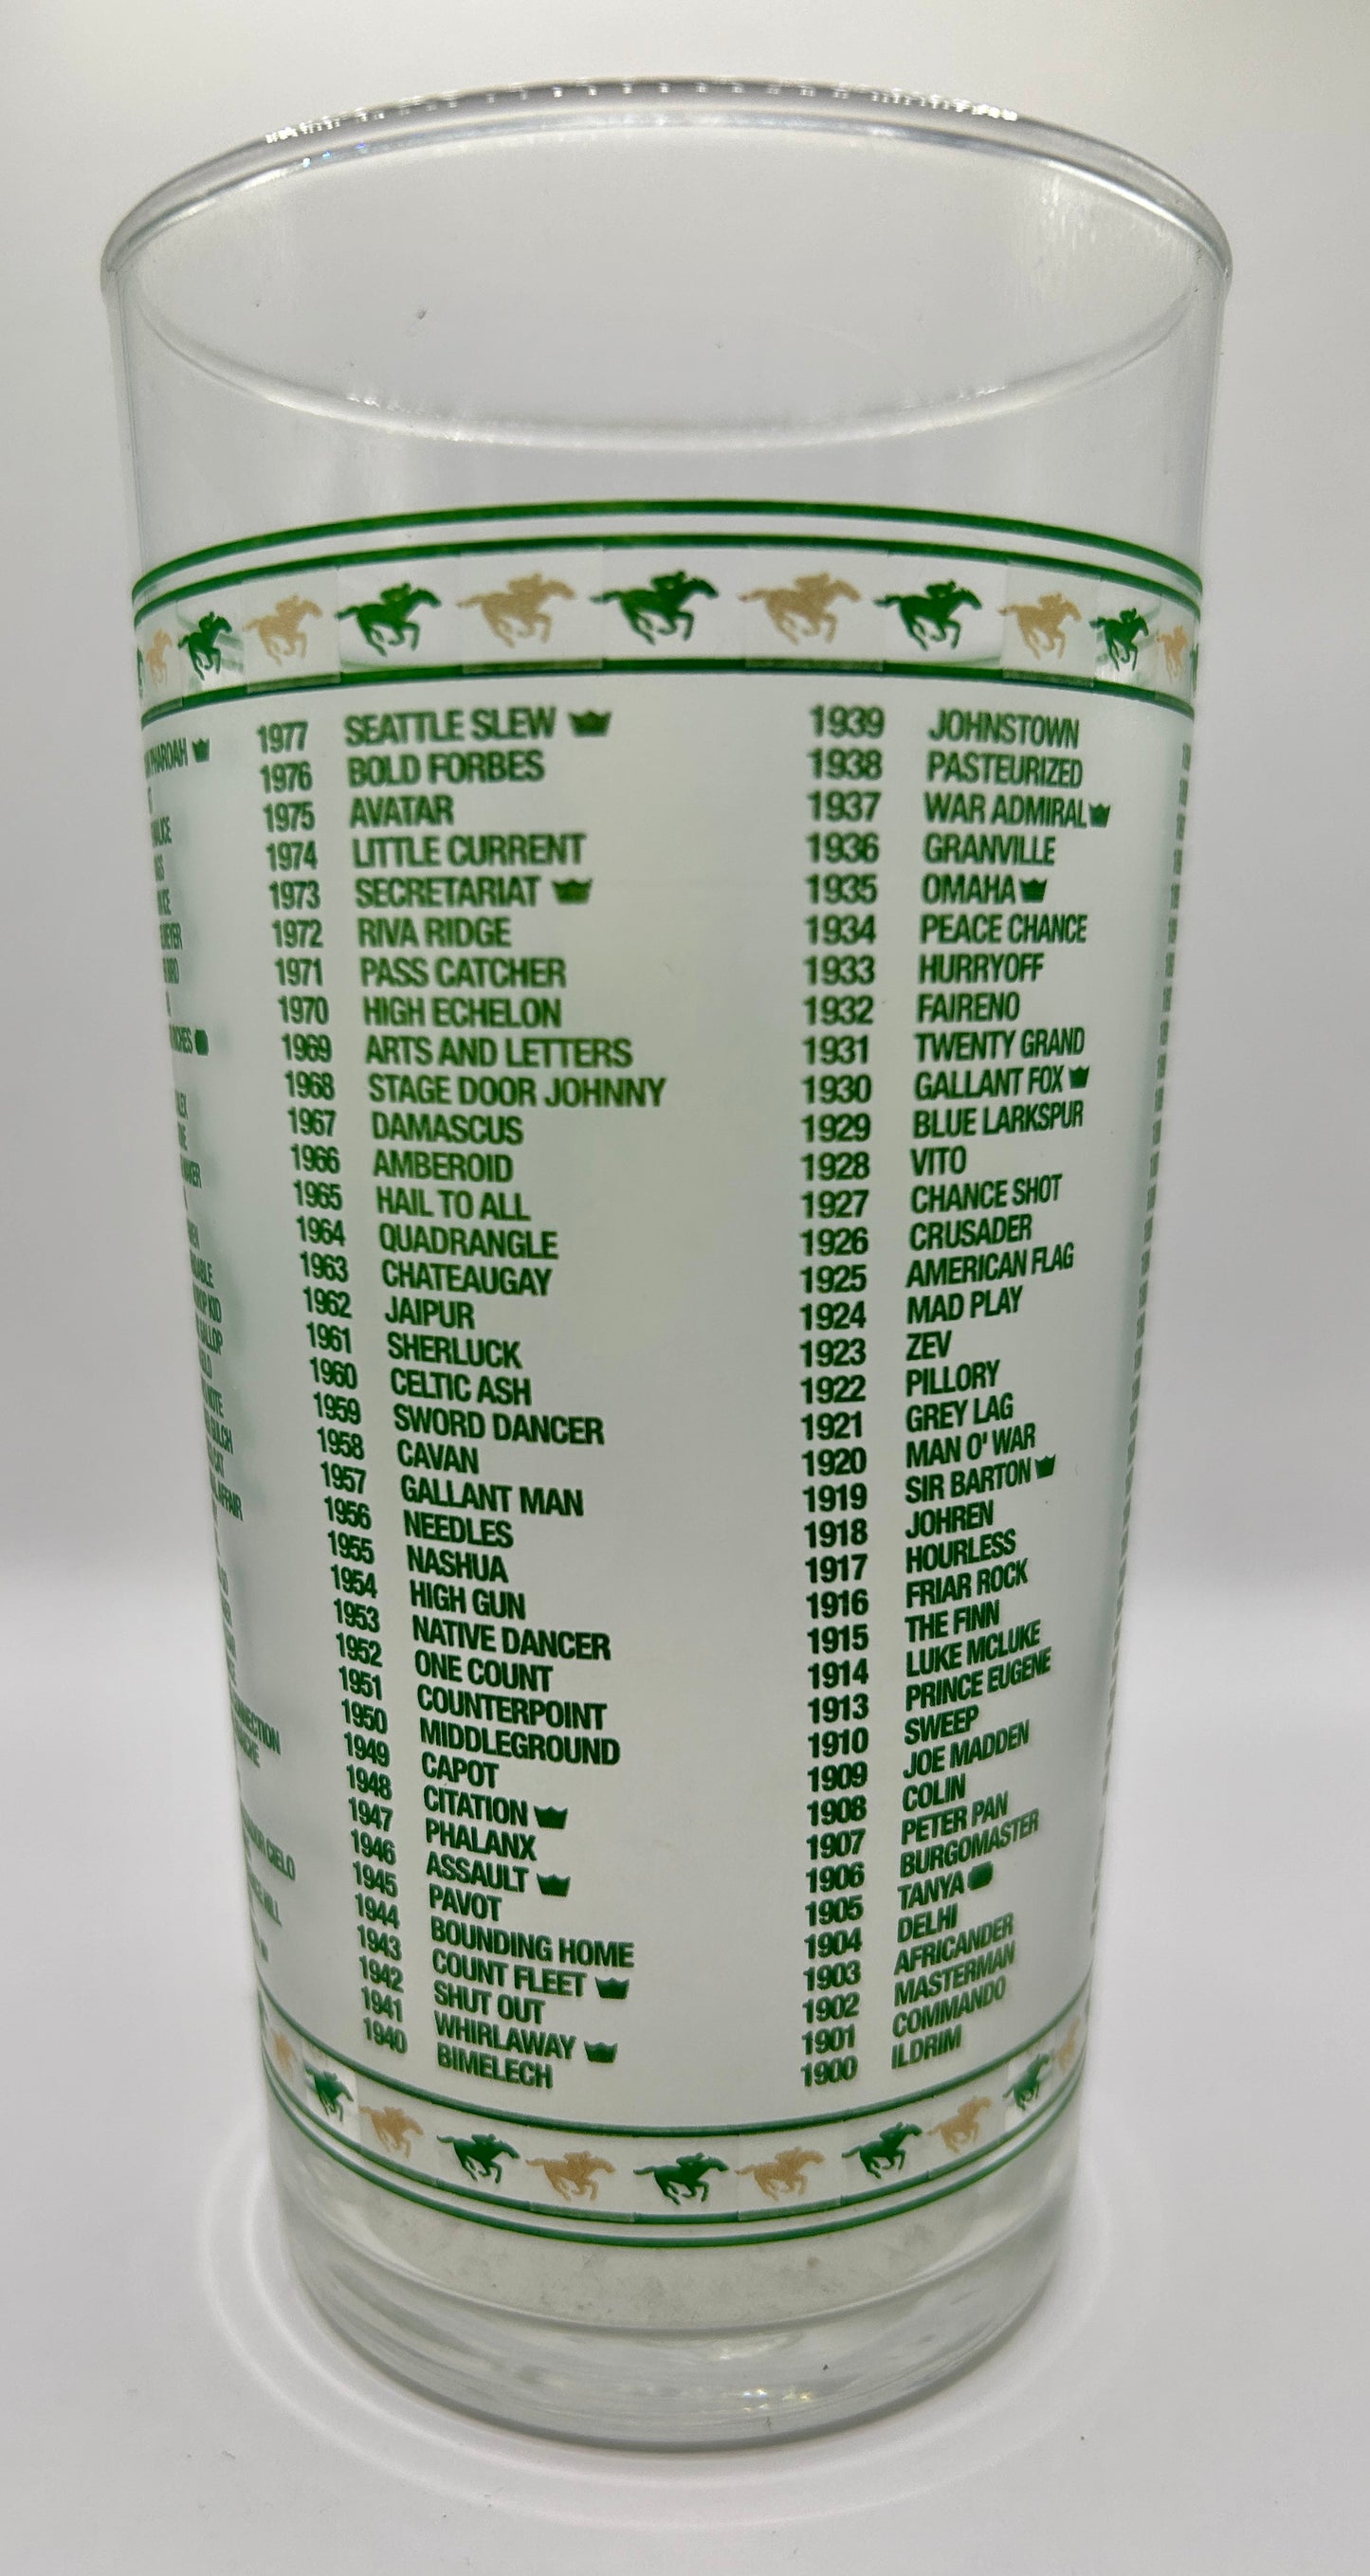 PHAROAH
1977 SEATTLE SLEW
1976 BOLD FORBES
1975 AVATAR
1974 LITTLE CURRENT
1973 SECRETARIAT
1972 RIVA RIDGE
1971 PASS CATCHER
1970 HIGH ECHELON
1969 ARTS AND LETTERS
1968 STAGE DOOR JOHNNY
1967 DAMASCUS
1966 AMBEROID
1965 HAIL TO ALL
1964 QUADRANGLE
1963 CHATEAUGAY
1962 JAIPUR
1961 SHERLUCK
1960 CELTIC ASH
1959 SWORD DANCER
1958 CAVAN
1957 GALLANT MAN
1956 NEEDLES
1955 NASHUA
1954 HIGH GUN
1953 NATIVE DANCER
1952 ONE COUNT
1951 COUNTERPOINT
1950 MIDDLEGROUND
1949 CAPOT
1948 CITATION
1947 PHALANX
1946 ASSAULT
1945 PAVOT
1944 BOUNDING HOME
1943 COUNT FLEET
1942 SHUT OUT
1941 WHIRLAWAY
1940 BIMELECH
1939 JOHNSTOWN
1938 PASTEURIZED
1937 WAR ADMIRAL
1936 GRANVILLE
1935 OMAHA
1934 PEACE CHANCE
1933 HURRYOFF
1932 FAIRENO
1931 TWENTY GRAND
1930 GALLANT FOX
1929 BLUE LARKSPUR
1928 VITO
1927 CHANCE SHOT
1926 CRUSADER
1925 AMERICAN FLAG
1924 MAD PLAY
1923 ZEV
1922 PILLORY
1921 GREY LAG
1920 MAN O' WAR
1919 SIR BARTON
1918 JOHREN
1917 HOURLESS
1916 FRIAR ROCK
1915 THE FINN
1914 LUKE MCLUKE
1913 PRINCE EUGENE
1910 SWEEP
1909 JOE MADDEN
1908 COLIN
1907 PETER PAN
1906 BURGOMASTER
1905 TANYA
1904 DELHI
1903 AFRICANDER
1902 MASTERMAN
1901 COMMANDO
1900 ILDRIM